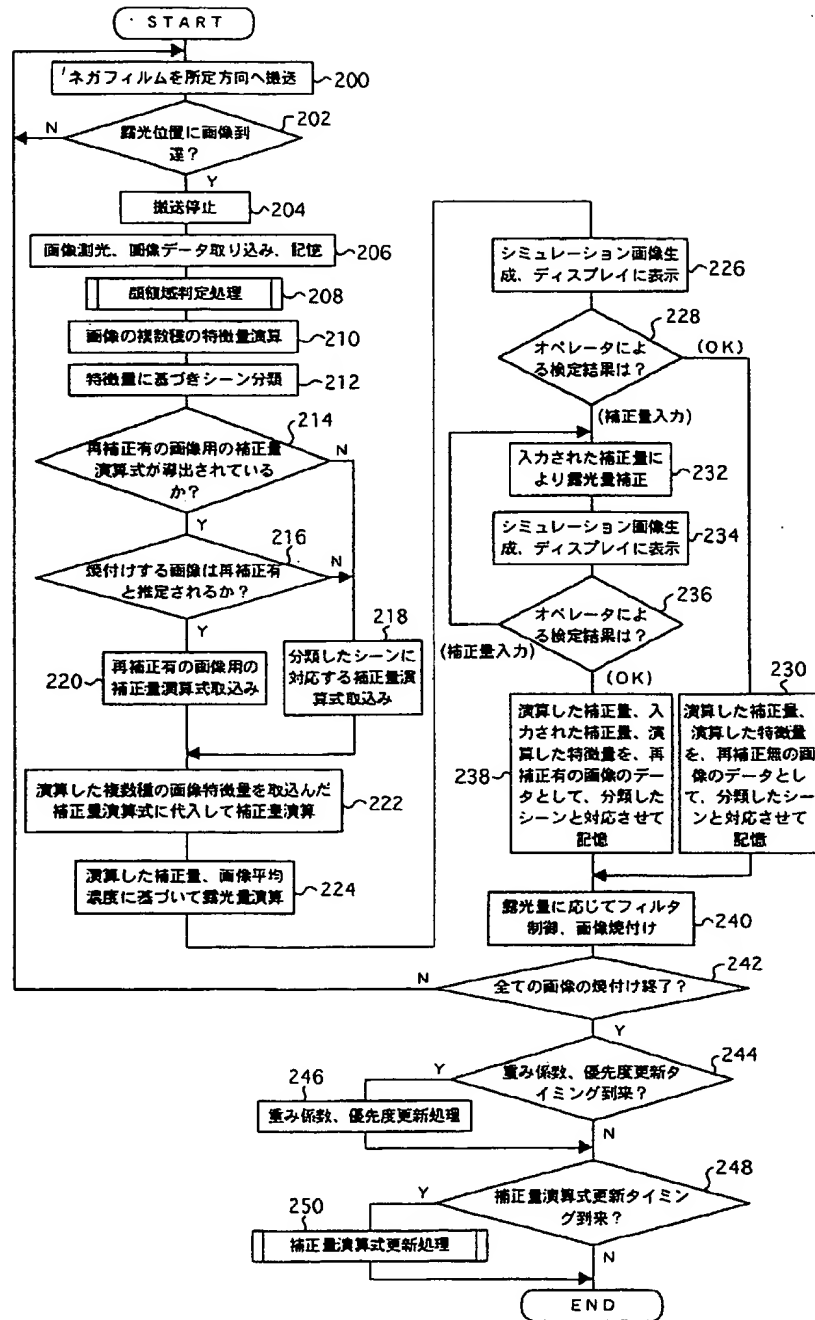 START
ネガフィルムを所定方向へ搬送
200
202
露光位置に画像到
達?
N
Y
搬送停止
204
画像測光、画像データ取り込み、記憶
206
顔領域判定処理
208
画像の複数種の特徴量演算
210
特徴量に基づきシーン分類
212
214
再補正有の画像用の補正量
演算式が導出されている
か?
N
Y
216
焼付けする画像は再補正有
と推定されるか?
N
Y
218
220
再補正有の画像用の
補正量演算式取込み
分類したシーンに
対応する補正量演
算式取込み
演算した複数種の画像特徴量を取込んだ
補正量演算式に代入して補正量演算
222
演算した補正量、画像平均
濃度に基づいて露光量演算
224
シミュレーション画像生
成、ディスプレイに表示
226
228
オペレータによ
る検定結果は?
(OK)
(補正量入力)
入力された補正量に
より露光量補正
232
シミュレーション画像生
成、ディスプレイに表示
234
236
オペレータによ
る検定結果は?
(補正量入力)
(OK)
230
238
演算した補正量、入
力された補正量、演
算した特徴量を、再
補正有の画像のデー
タとして、分類した
シーンと対応させて
記憶
演算した補正量、
演算した特徴量
を、再補正無の画
像のデータとし
て、分類したシー
ンと対応させて記
憶
露光量に応じてフィルタ
制御、画像焼付け
240
242
全ての画像の焼付け終了?
N
Y
244
重み係数、優先度更新タ
イミング到来?
Y
N
246
重み係数、優先度更新処理
248
補正量演算式更新タイミン
グ到来?
Y
N
250
補正量演算式更新処理
END